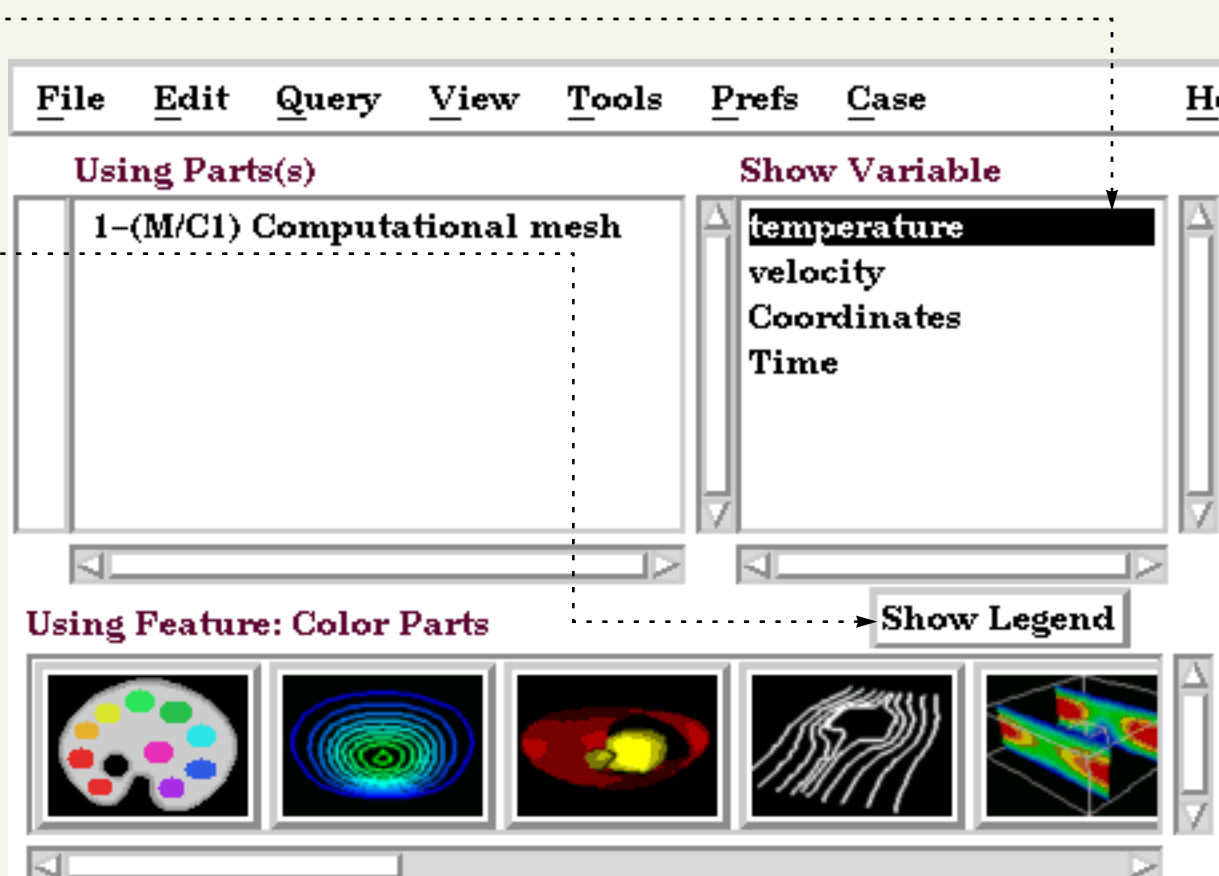 File Edit Query View Tools Prefs Case
Using Parts(s) Show Variable
1-(M/C1) Computational mesh
temperature
velocity
Coordinates
Time
Show Legend
Using Feature: Color Parts